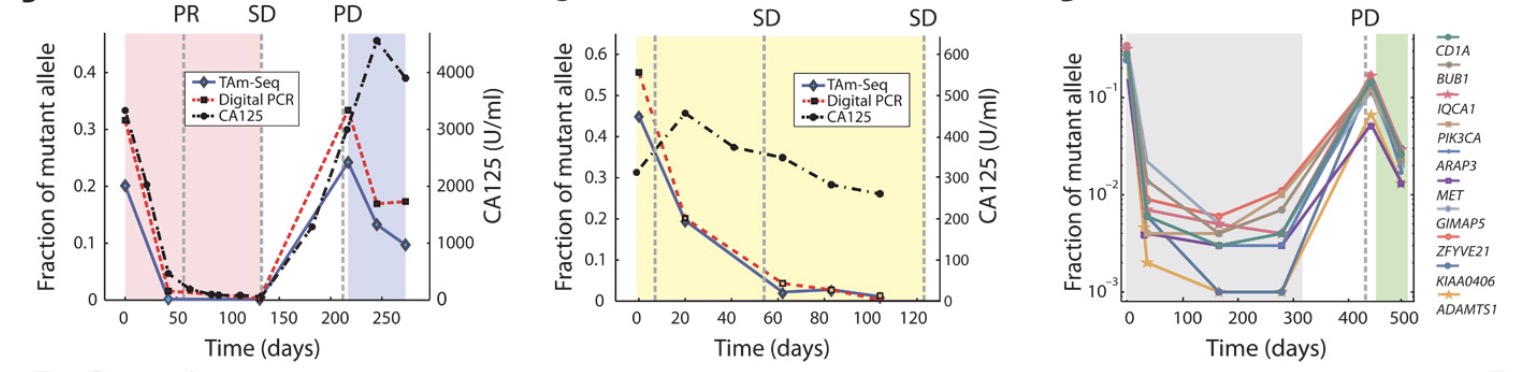 PR SD PD
Fraction of mutant allele
0.4
0.3
0.2
0.1
0
TAm-Seq
Digital PCR
CA125
4000
3000
2000
1000
0
CA125 (U/ml)
0 50 100 150 200 250
Time (days)
SD SD
Fraction of mutant allele
0.6
0.5
0.4
0.3
0.2
0.1
0
TAm-Seq
Digital PCR
CA125
600
500
400
300
200
100
0
CA125 (U/ml)
0 20 40 60 80 100 120
Time (days)
PD
Fraction of mutant allele
10⁻¹
10⁻²
10⁻³
0 100 200 300 400 500
Time (days)
CD1A
BUB1
IQCA1
PIK3CA
ARAP3
MET
GIMAP5
ZFYVE21
KIAA0406
ADAMTS1